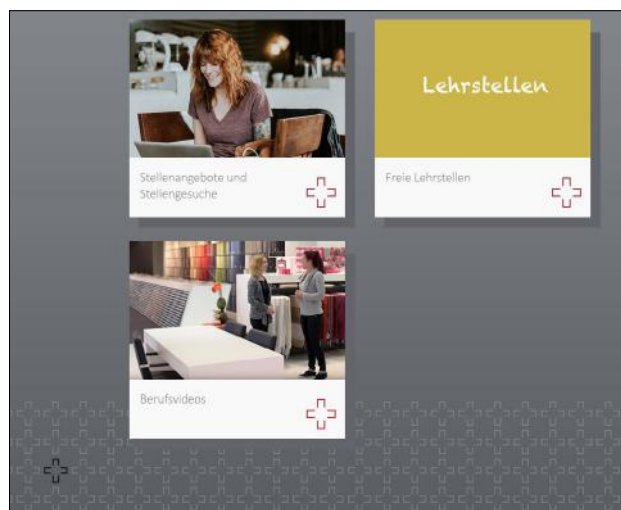 Lehrstellen
Stellenangebote und
Stellengesuche
Freie Lehrstellen
Berufsvideos